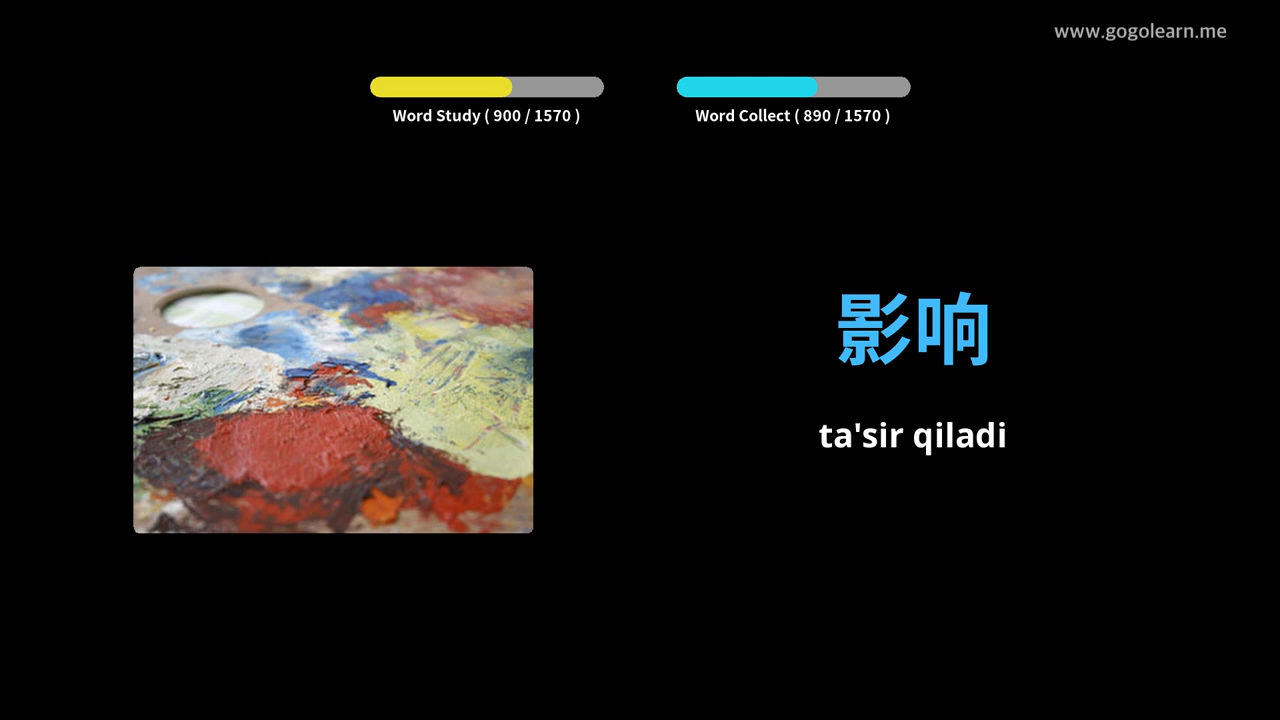 www.gogolearn.me
Word Study ( 900 / 1570 )
Word Collect ( 890 / 1570 )
影响
ta'sir qiladi